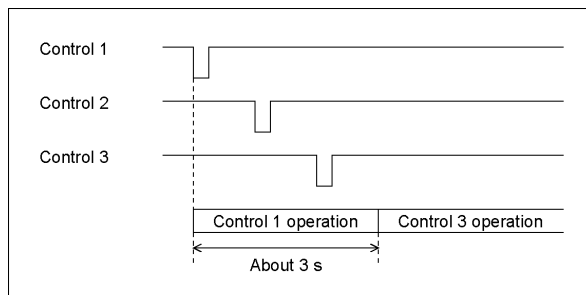 Control 1
Control 2
Control 3
Control 1 operation Control 3 operation
About 3 s